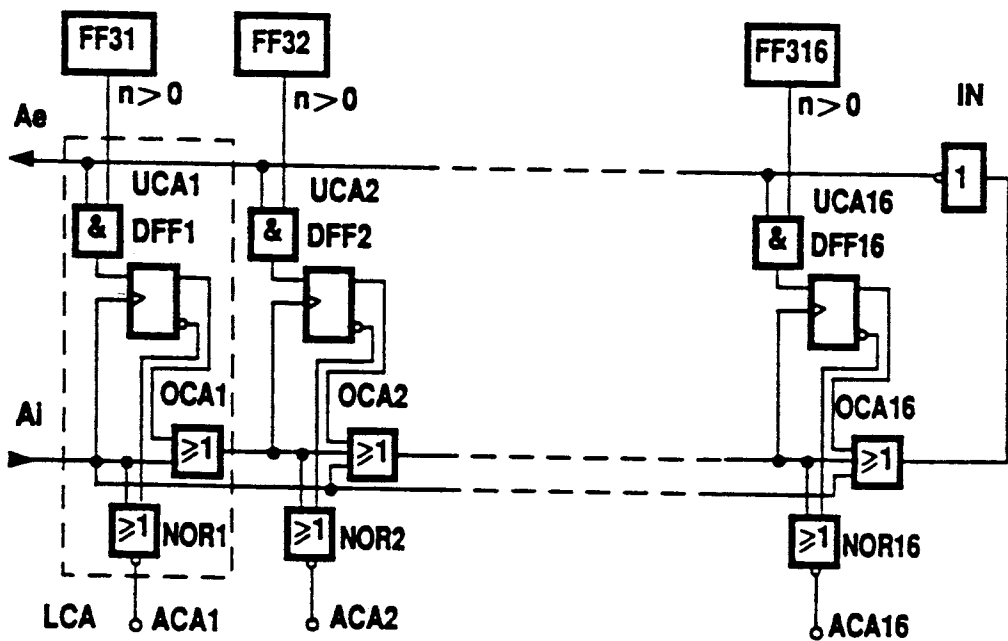 FF31 FF32 FF316
n>0 n>0 n>0 IN
Ae
UCA1 UCA2 UCA16 1
& DFF1 & DFF2 & DFF16
OCA1 OCA2 OCA16
Ai
≥1 ≥1 ≥1
≥1 NOR1 ≥1 NOR2 ≥1 NOR16
LCA ACA1 ACA2 ACA16